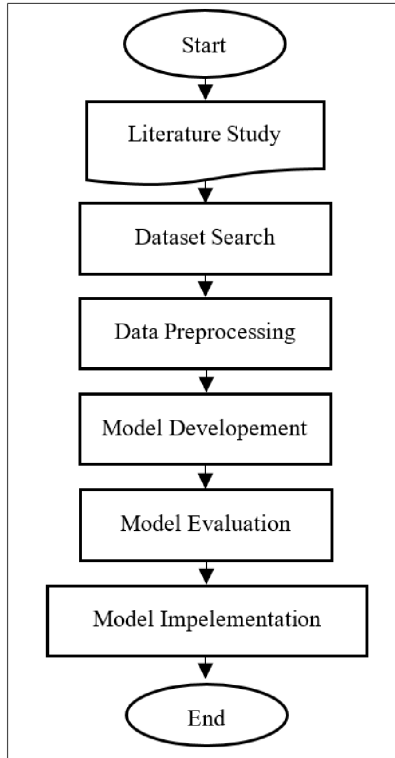 Start
Literature Study
Dataset Search
Data Preprocessing
Model Developement
Model Evaluation
Model Impelementation
End